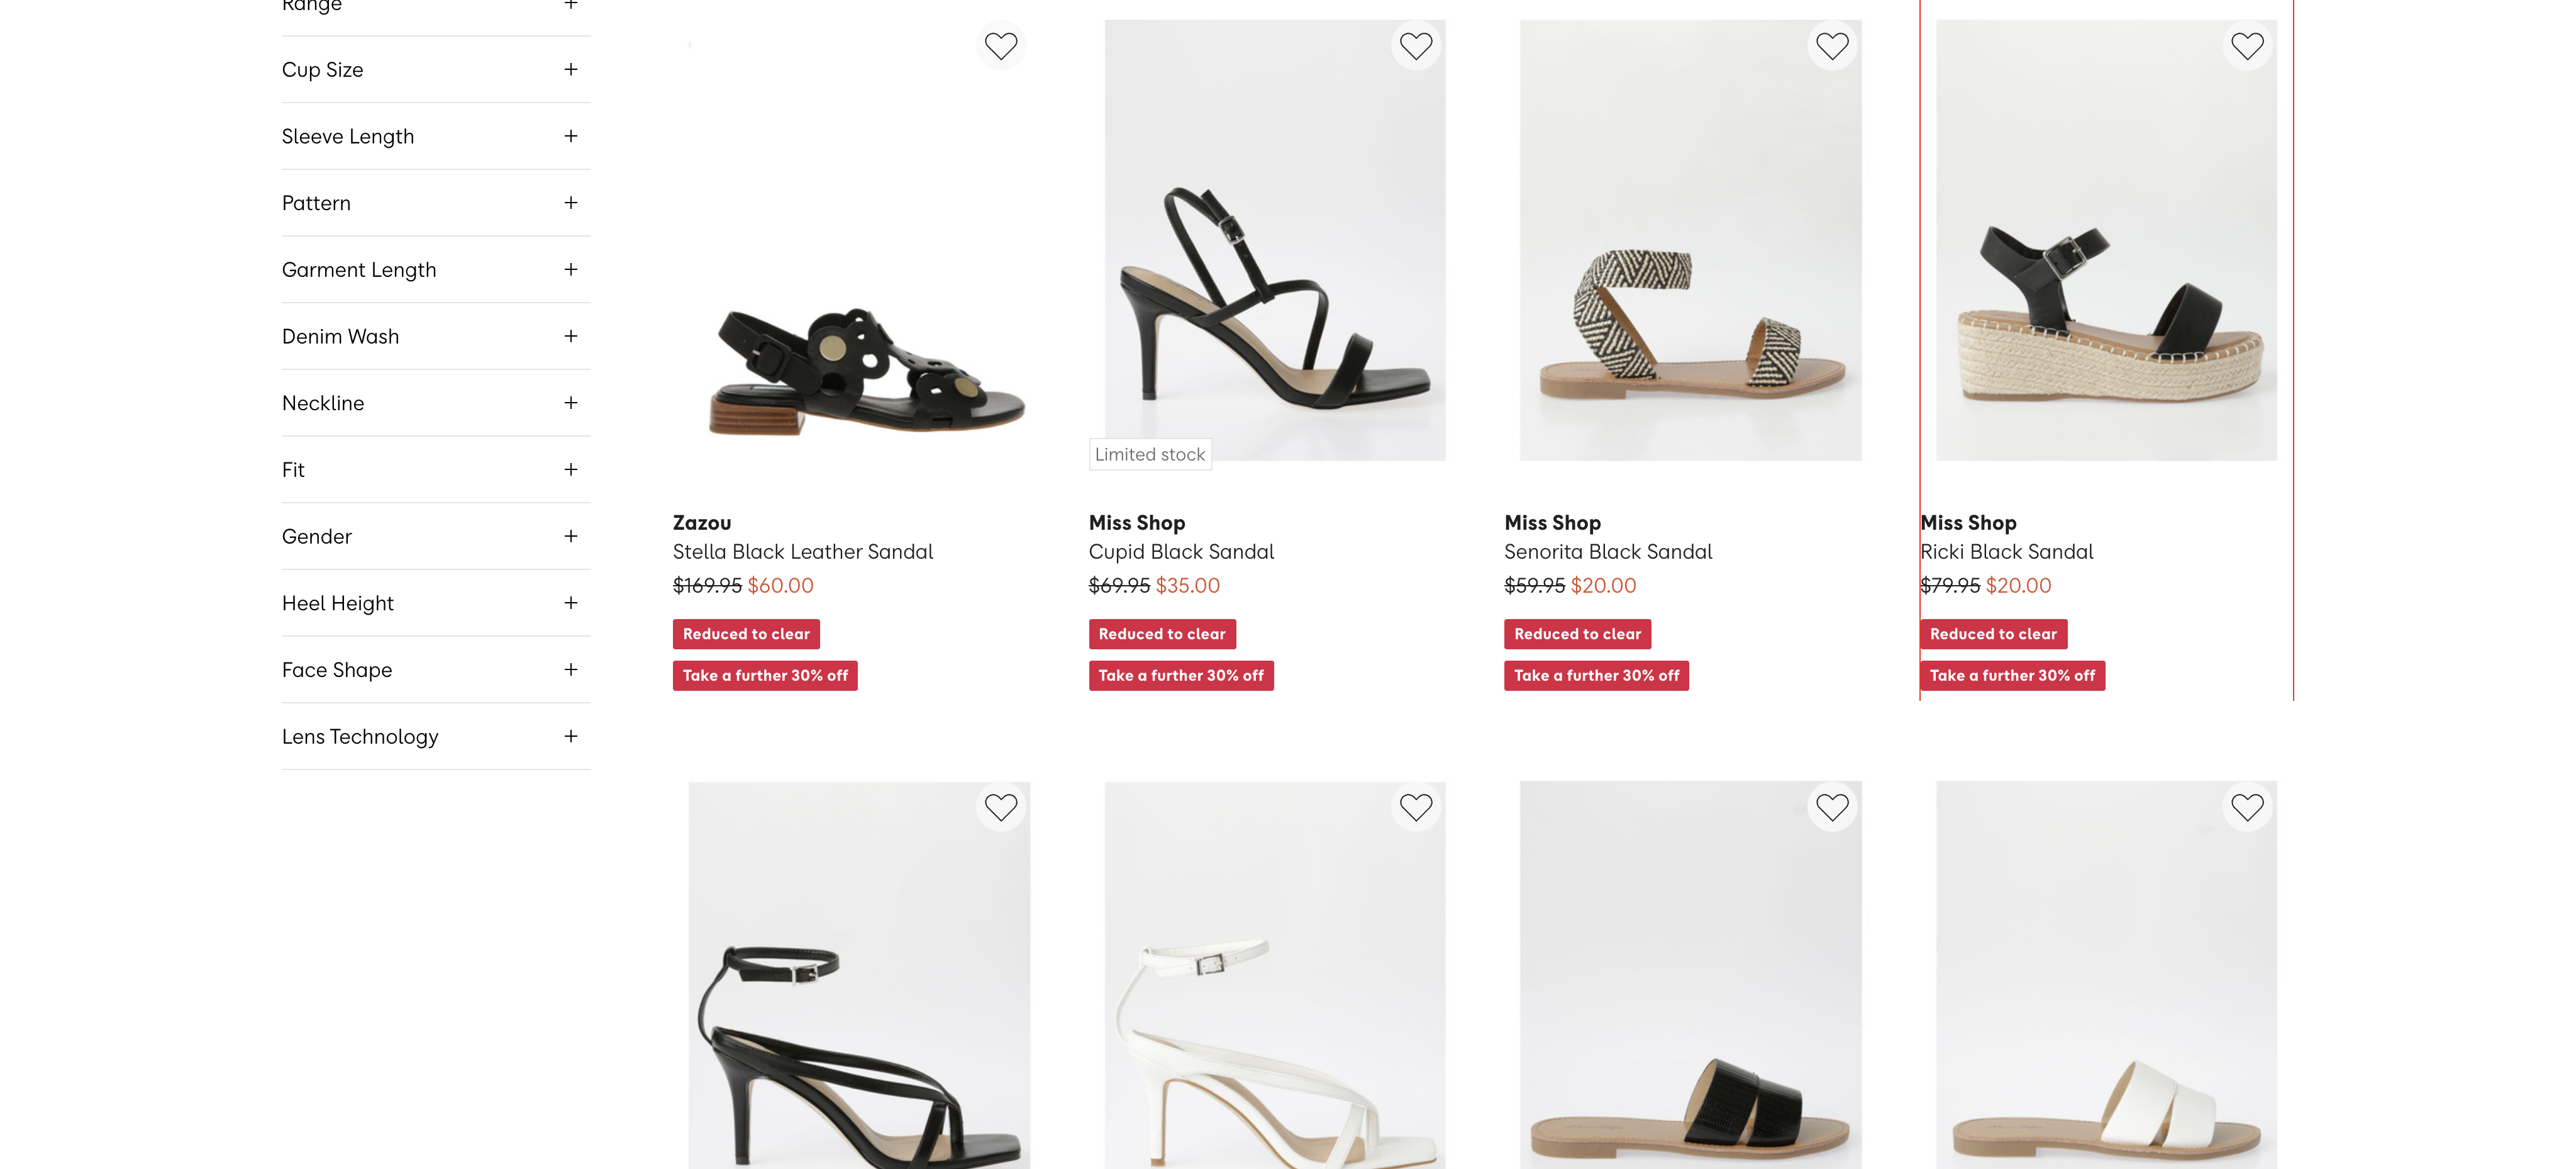 Range
Cup Size
Sleeve Length
Pattern
Garment Length
Denim Wash
Neckline
Fit
Gender
Heel Height
Face Shape
Lens Technology
Zazou
Stella Black Leather Sandal
$169.95 $60.00
Reduced to clear
Take a further 30% off
Limited stock
Miss Shop
Cupid Black Sandal
$69.95 $35.00
Reduced to clear
Take a further 30% off
Miss Shop
Senorita Black Sandal
$59.95 $20.00
Reduced to clear
Take a further 30% off
Miss Shop
Ricki Black Sandal
$79.95 $20.00
Reduced to clear
Take a further 30% off